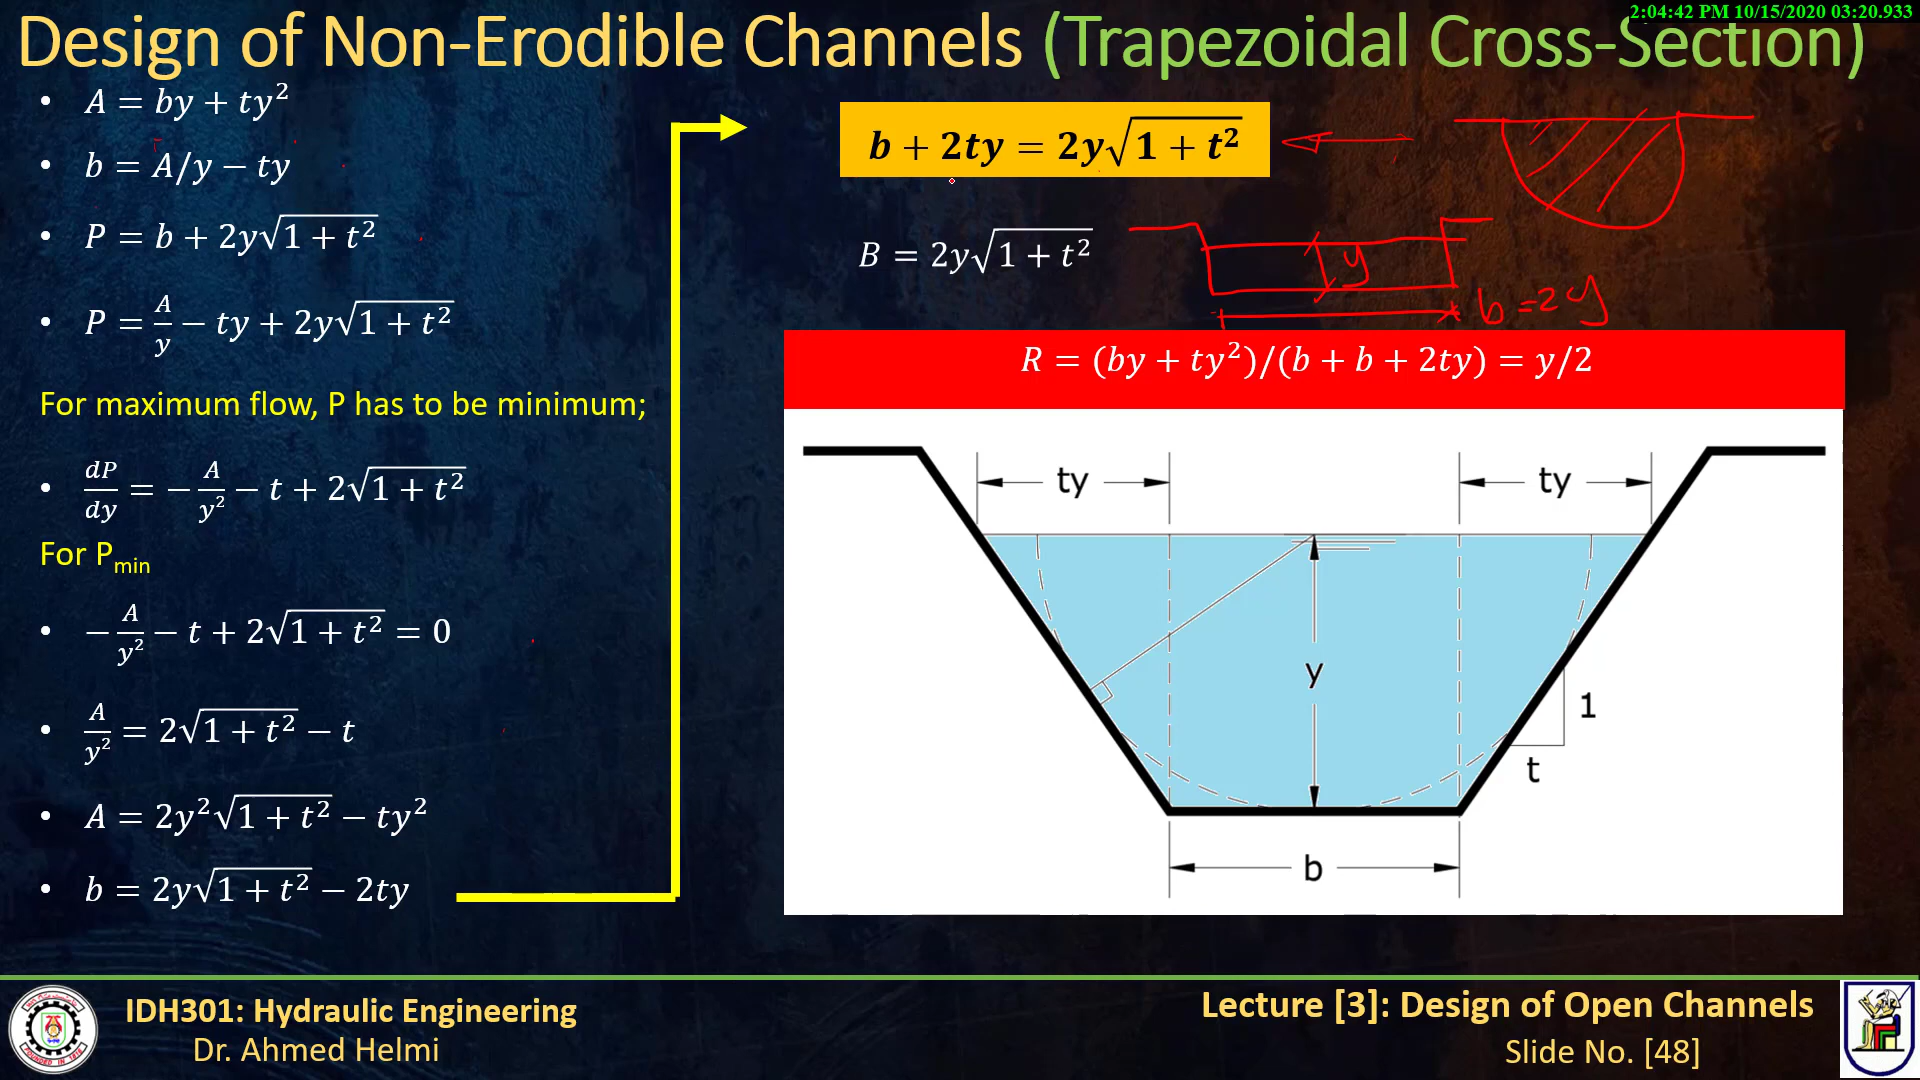 2:04:42 PM 10/15/2020 03:20.933
Design of Non-Erodible Channels (Trapezoidal Cross-Section)
• A = by + ty²
• b = A/y − ty
• P = b + 2y√(1 + t²)
• P = A/y − ty + 2y√(1 + t²)
For maximum flow, P has to be minimum;
• dP/dy = −A/y² − t + 2√(1 + t²)
For Pmin
• −A/y² − t + 2√(1 + t²) = 0
• A/y² = 2√(1 + t²) − t
• A = 2y²√(1 + t²) − ty²
• b = 2y√(1 + t²) − 2ty
b + 2ty = 2y√(1 + t²)
B = 2y√(1 + t²)
y
b = 2y
R = (by + ty²)/(b + b + 2ty) = y/2
ty
ty
y
1
t
b
IDH301: Hydraulic Engineering
Dr. Ahmed Helmi
Lecture [3]: Design of Open Channels
Slide No. [48]